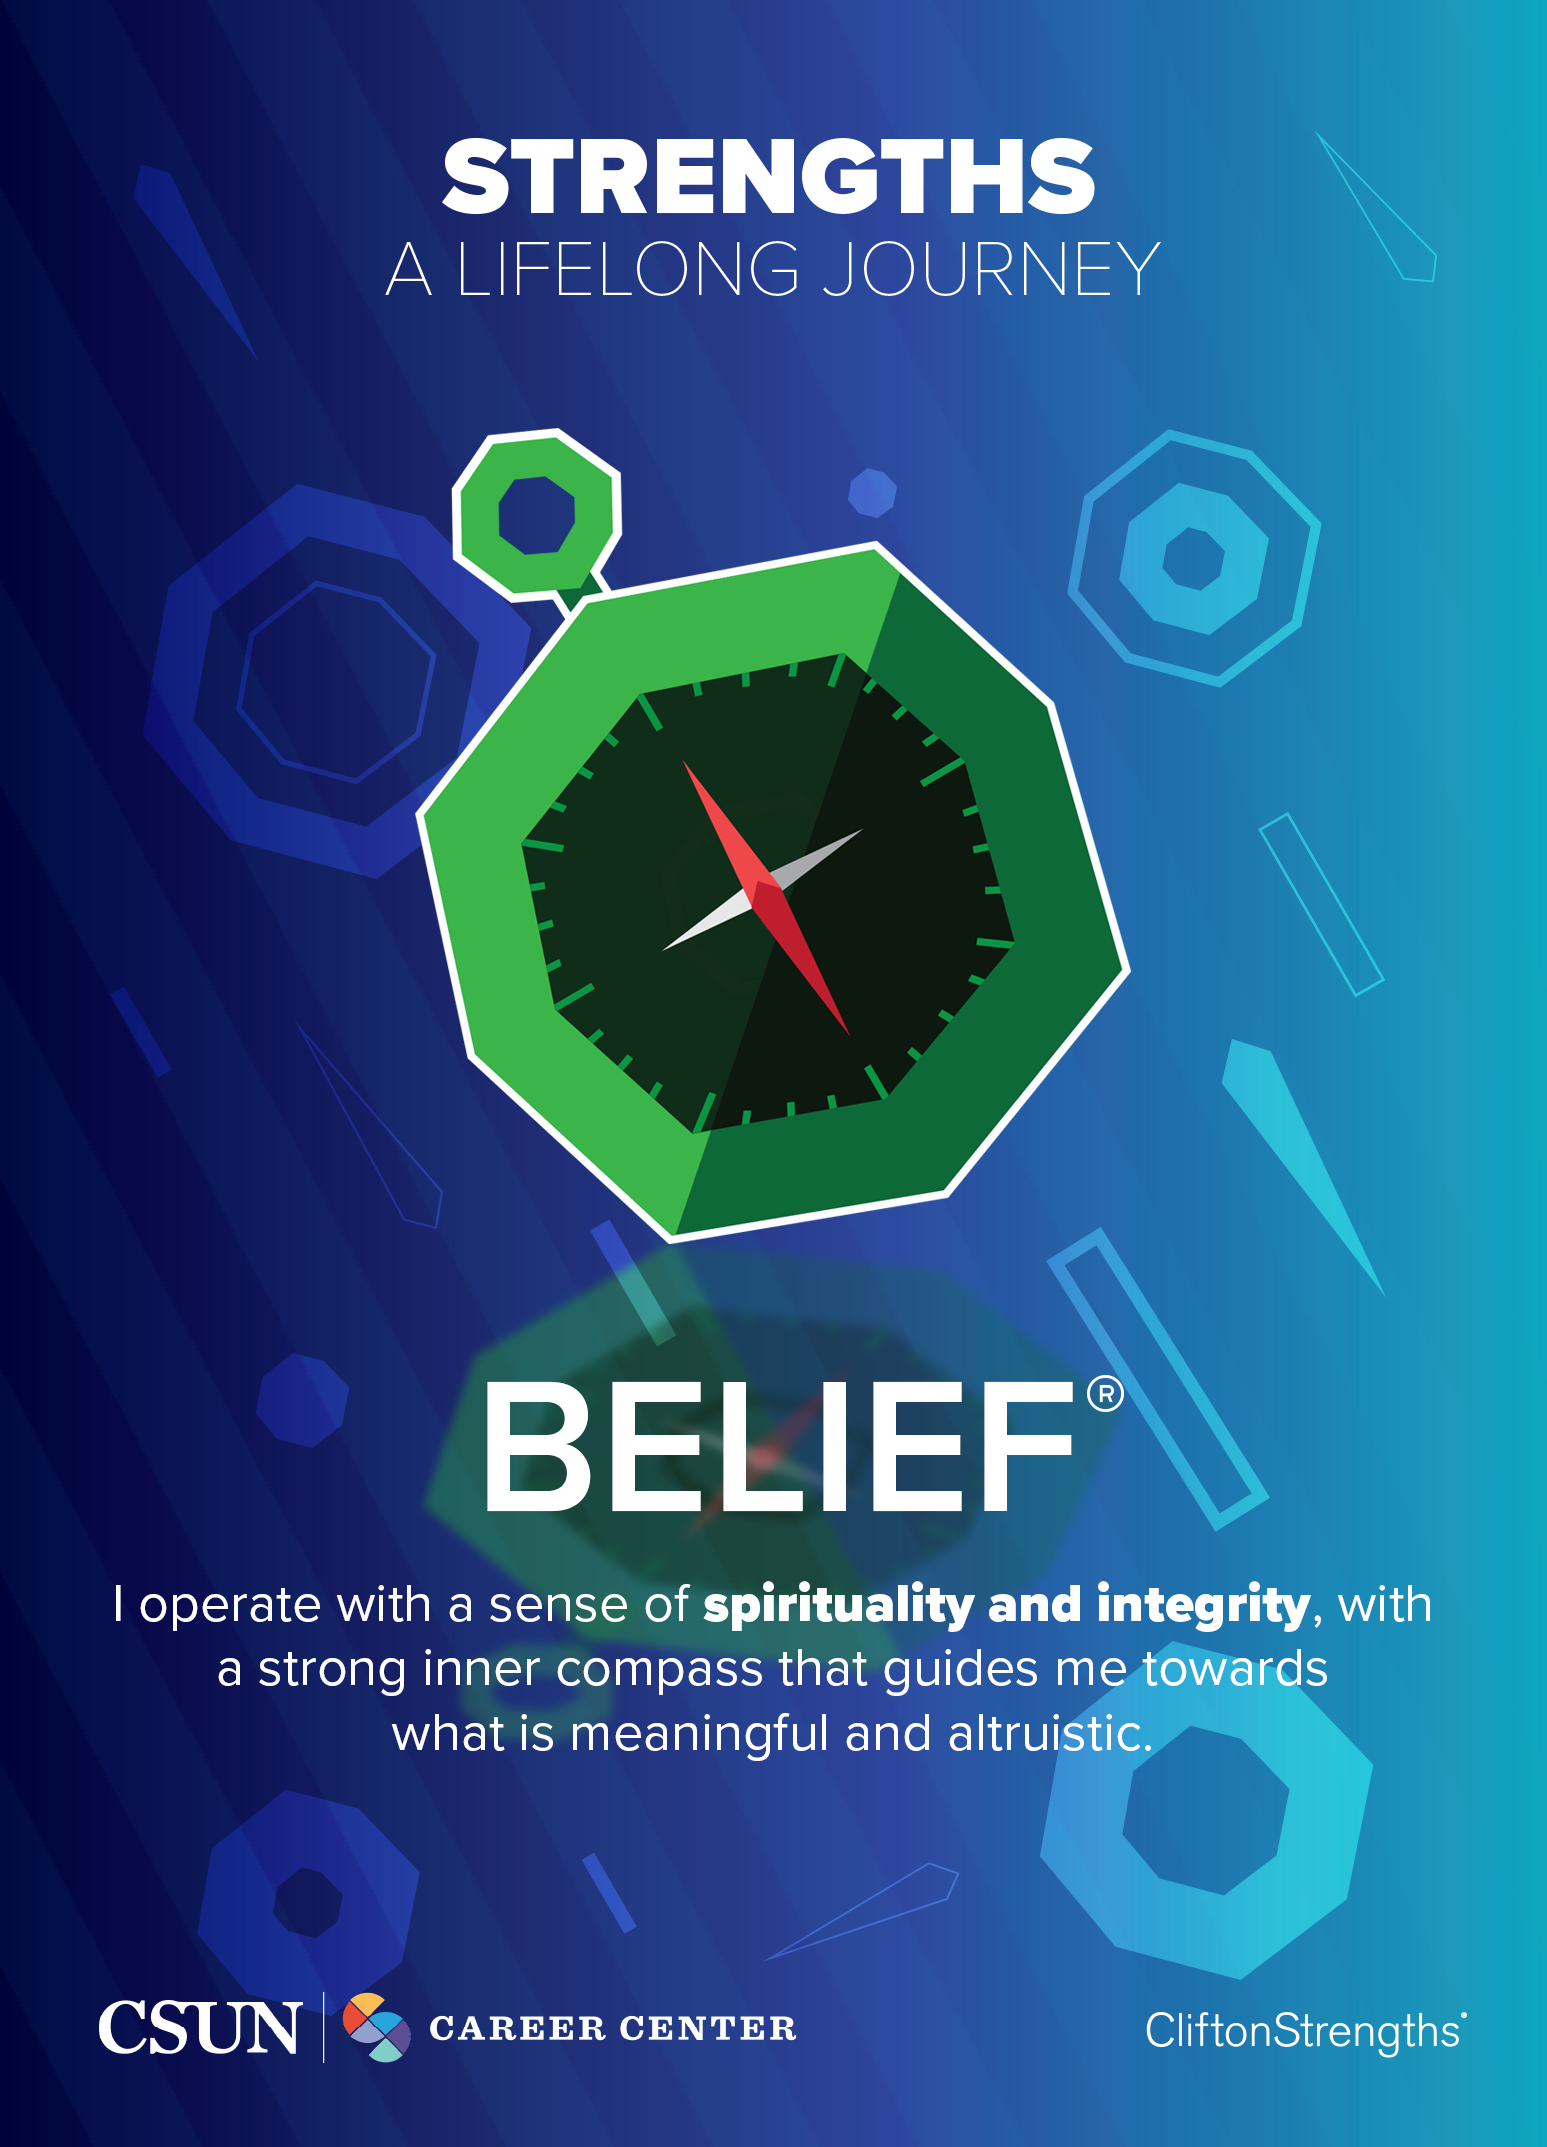 STRENGTHS
A LIFELONG JOURNEY
BELIEF®
I operate with a sense of spirituality and integrity, with
a strong inner compass that guides me towards
what is meaningful and altruistic.
CSUN | CAREER CENTER
CliftonStrengths